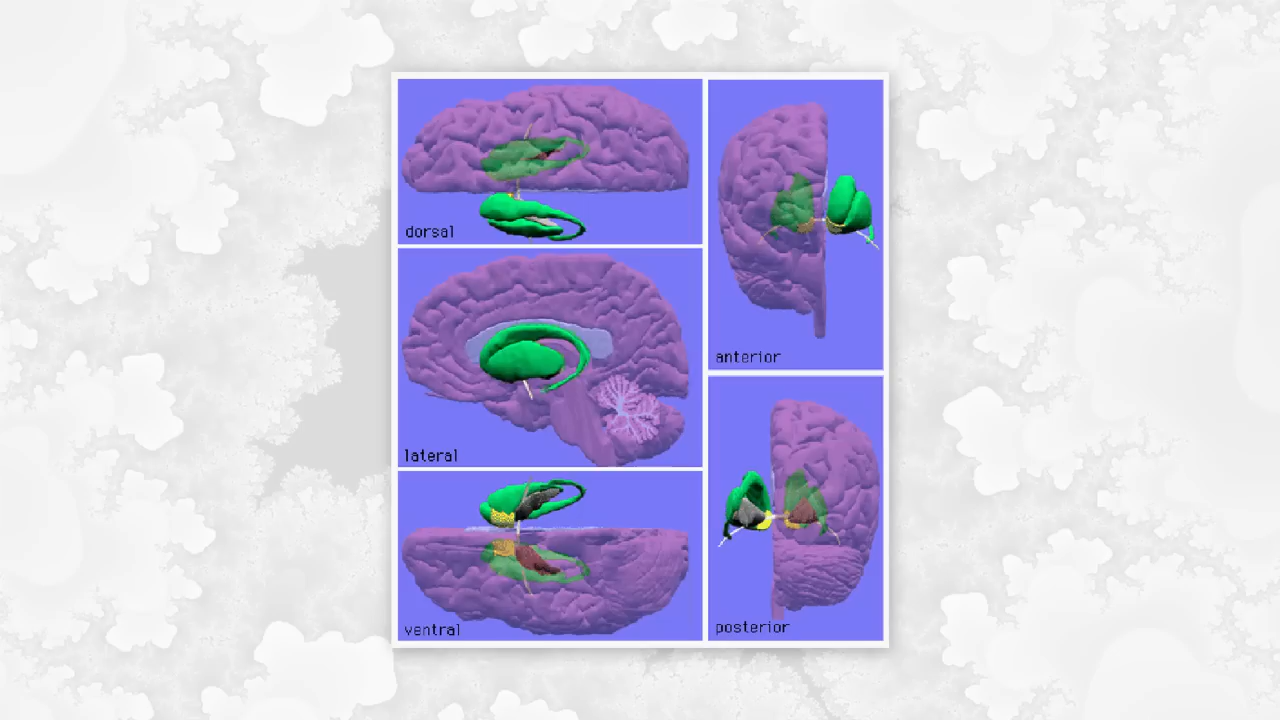 dorsal
lateral
ventral
anterior
posterior